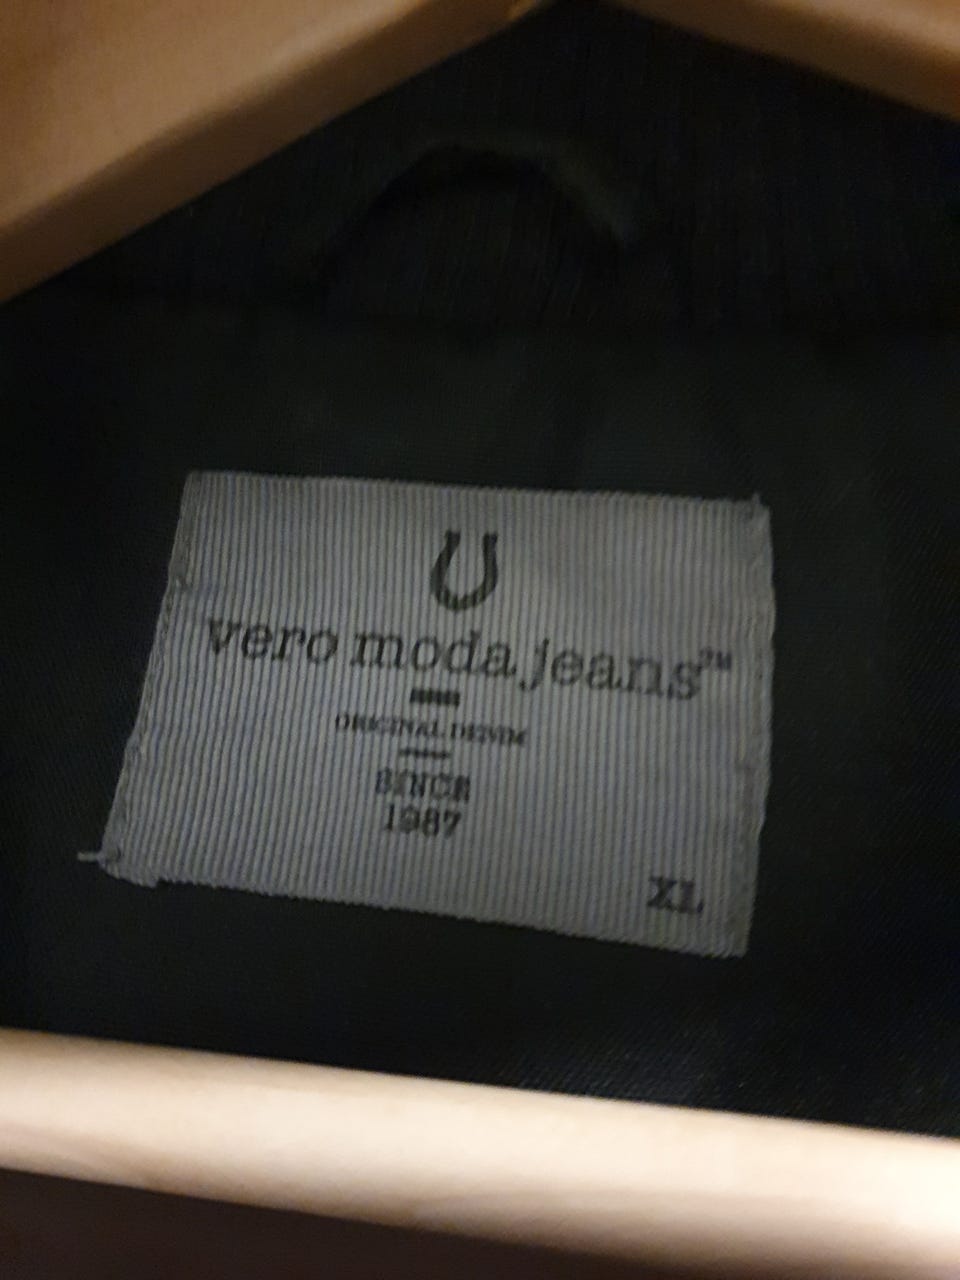 vero moda jeans™
ORIGINAL DENIM
SINCE
1987
XL